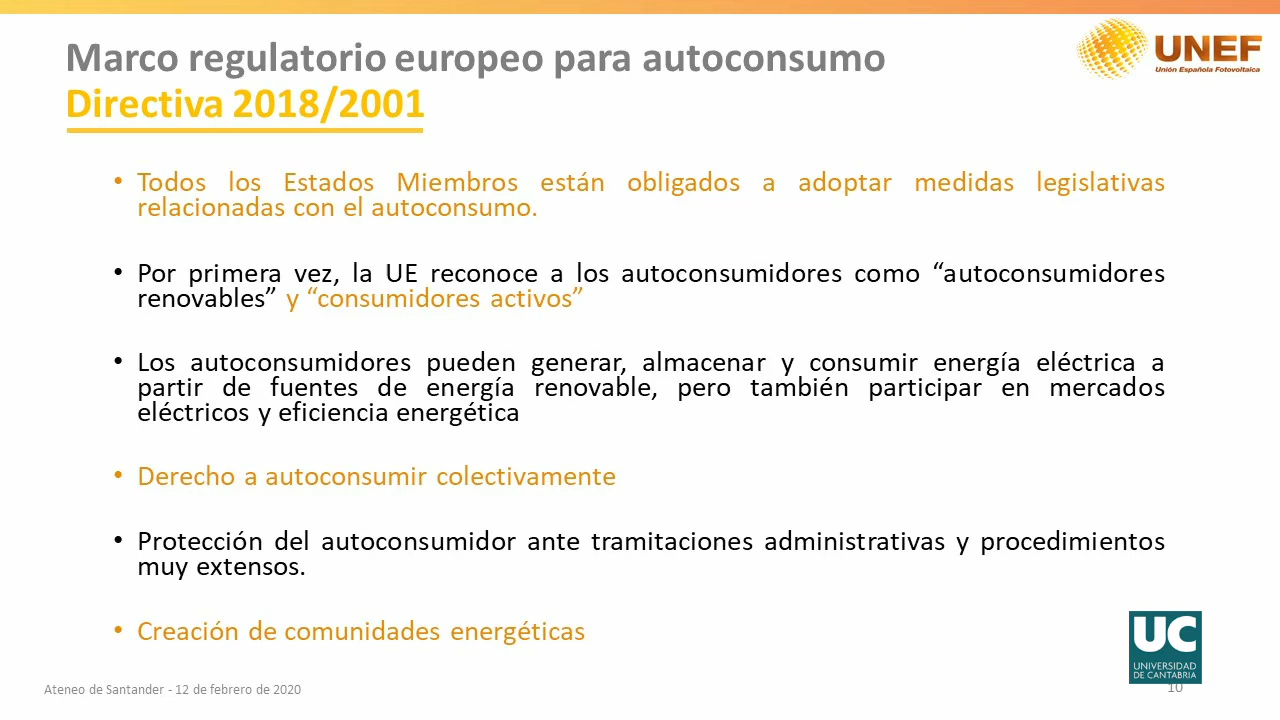 Marco regulatorio europeo para autoconsumo
Directiva 2018/2001
UNEF
Unión Española Fotovoltaica
• Todos los Estados Miembros están obligados a adoptar medidas legislativas
relacionadas con el autoconsumo.
• Por primera vez, la UE reconoce a los autoconsumidores como “autoconsumidores
renovables” y “consumidores activos”
• Los autoconsumidores pueden generar, almacenar y consumir energía eléctrica a
partir de fuentes de energía renovable, pero también participar en mercados
eléctricos y eficiencia energética
• Derecho a autoconsumir colectivamente
• Protección del autoconsumidor ante tramitaciones administrativas y procedimientos
muy extensos.
• Creación de comunidades energéticas
UC
UNIVERSIDAD
DE CANTABRIA
Ateneo de Santander - 12 de febrero de 2020
10